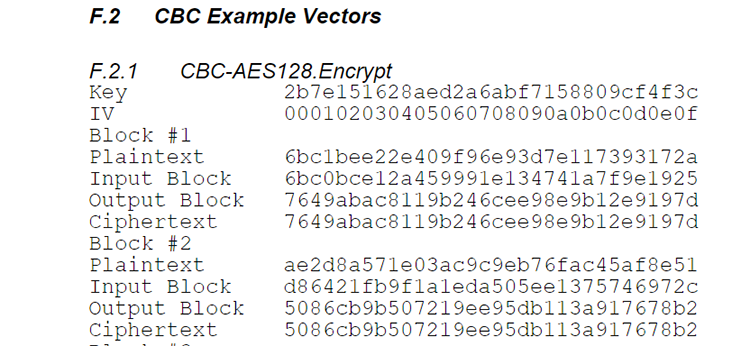 F.2 CBC Example Vectors
F.2.1 CBC-AES128.Encrypt
Key 2b7e151628aed2a6abf7158809cf4f3c
IV 000102030405060708090a0b0c0d0e0f
Block #1
Plaintext 6bc1bee22e409f96e93d7e117393172a
Input Block 6bc0bce12a459991e134741a7f9e1925
Output Block 7649abac8119b246cee98e9b12e9197d
Ciphertext 7649abac8119b246cee98e9b12e9197d
Block #2
Plaintext ae2d8a571e03ac9c9eb76fac45af8e51
Input Block d86421fb9f1a1eda505ee1375746972c
Output Block 5086cb9b507219ee95db113a917678b2
Ciphertext 5086cb9b507219ee95db113a917678b2